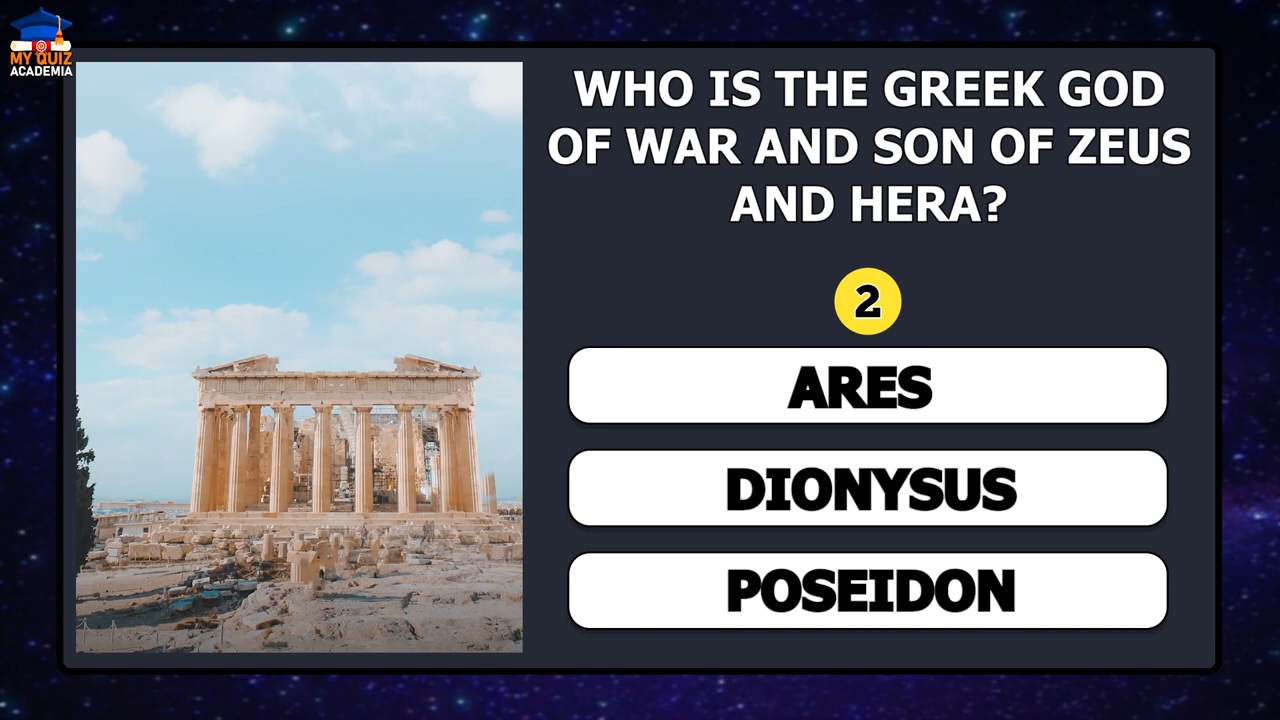 MY QUIZ
ACADEMIA
WHO IS THE GREEK GOD
OF WAR AND SON OF ZEUS
AND HERA?
2
ARES
DIONYSUS
POSEIDON